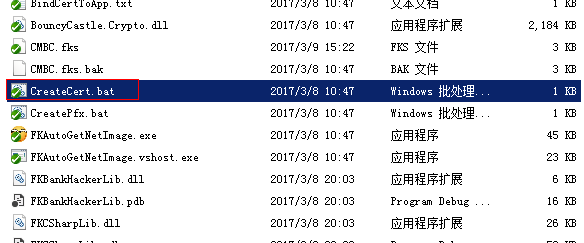 BindCertToApp.txt 2017/3/8 10:47 文本文档 1 KB
BouncyCastle.Crypto.dll 2017/3/8 10:47 应用程序扩展 2,184 KB
CMBC.fks 2017/3/9 15:22 FKS 文件 3 KB
CMBC.fks.bak 2017/3/8 10:47 BAK 文件 3 KB
CreateCert.bat 2017/3/8 10:47 Windows 批处理... 1 KB
CreatePfx.bat 2017/3/8 10:47 Windows 批处理... 1 KB
FKAutoGetNetImage.exe 2017/3/8 10:47 应用程序 45 KB
FKAutoGetNetImage.vshost.exe 2017/3/8 10:47 应用程序 23 KB
FKBankHackerLib.dll 2017/3/8 20:03 应用程序扩展 6 KB
FKBankHackerLib.pdb 2017/3/8 20:03 Program Debug ... 16 KB
FKCSharpLib.dll 2017/3/8 20:03 应用程序扩展 26 KB